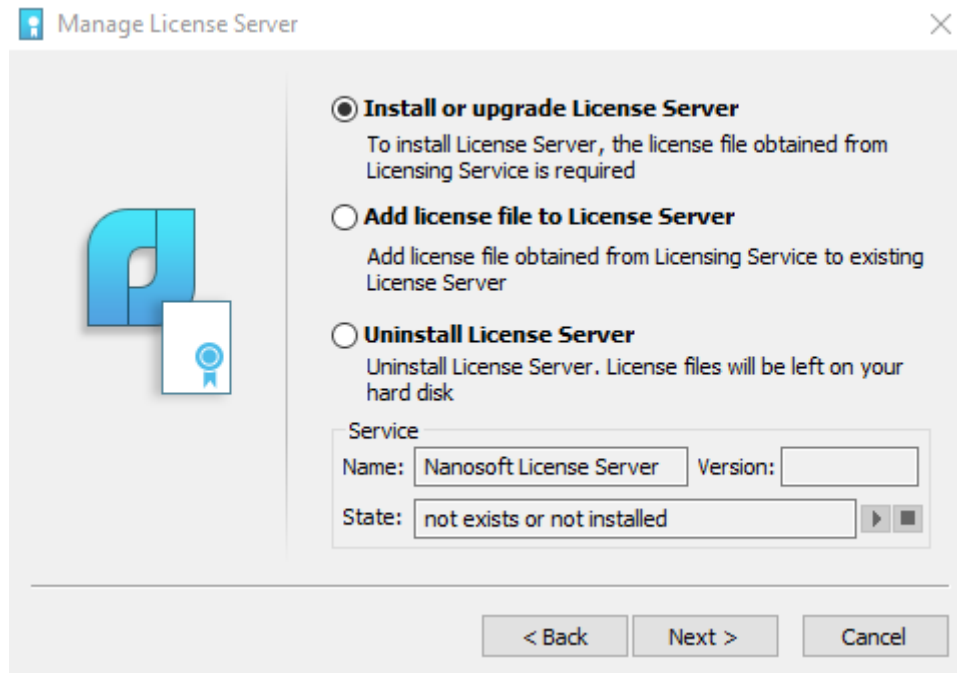 Manage License Server
Install or upgrade License Server
To install License Server, the license file obtained from
Licensing Service is required
Add license file to License Server
Add license file obtained from Licensing Service to existing
License Server
Uninstall License Server
Uninstall License Server. License files will be left on your
hard disk
Service
Name: Nanosoft License Server Version:
State: not exists or not installed
< Back Next > Cancel